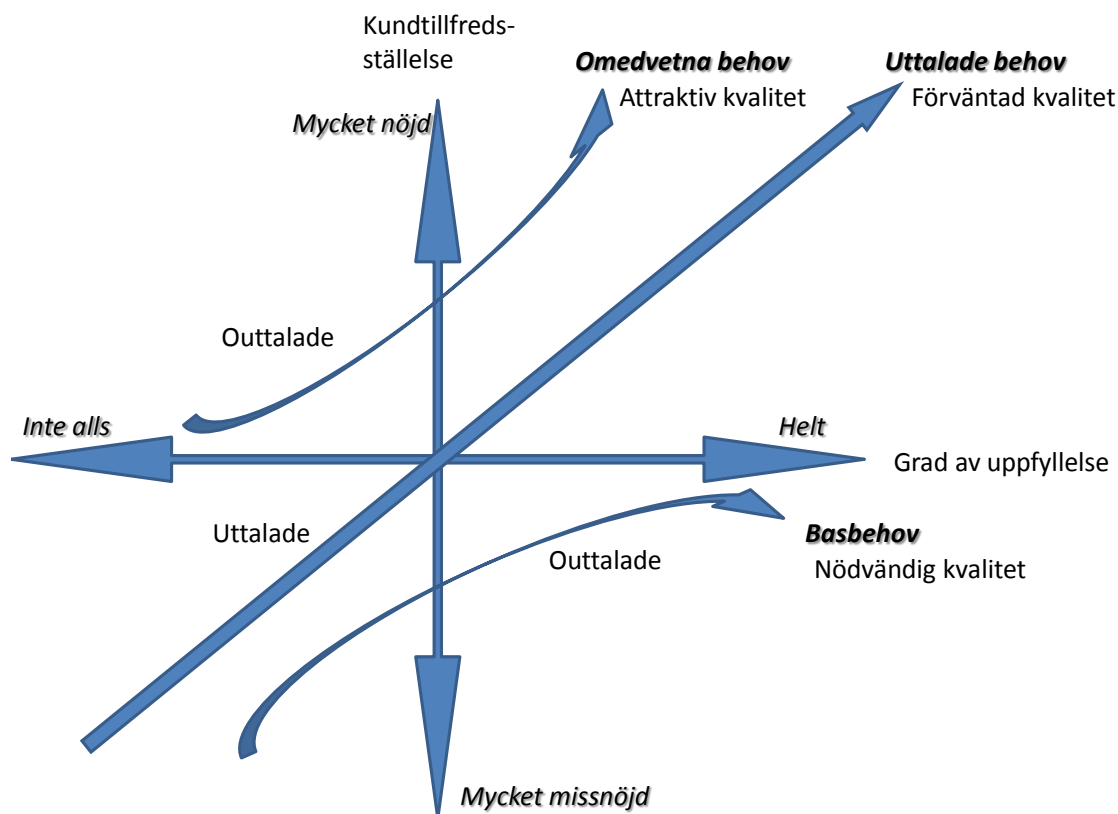 Kundtillfreds-
ställelse
Omedvetna behov
Attraktiv kvalitet
Uttalade behov
Förväntad kvalitet
Mycket nöjd
Outtalade
Inte alls
Helt
Grad av uppfyllelse
Uttalade
Outtalade
Basbehov
Nödvändig kvalitet
Mycket missnöjd